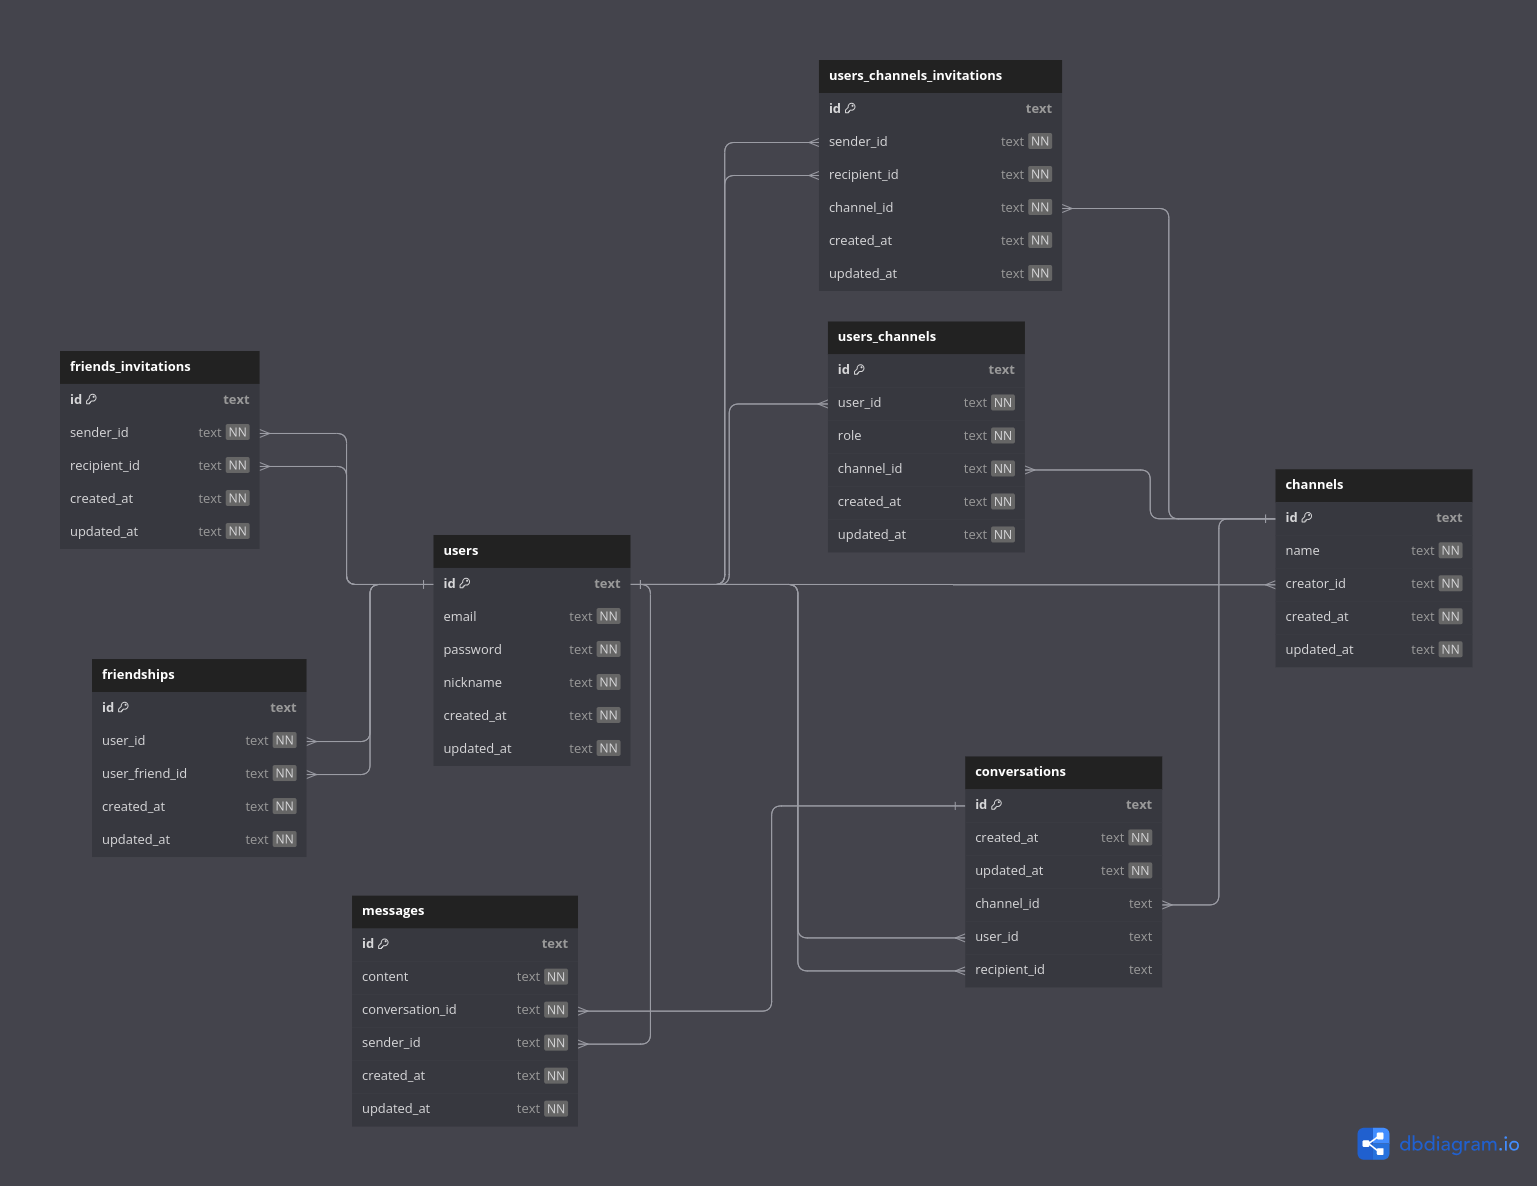 users_channels_invitations
id text
sender_id text NN
recipient_id text NN
channel_id text NN
created_at text NN
updated_at text NN
users_channels
id text
user_id text NN
role text NN
channel_id text NN
created_at text NN
updated_at text NN
friends_invitations
id text
sender_id text NN
recipient_id text NN
created_at text NN
updated_at text NN
channels
id text
name text NN
creator_id text NN
created_at text NN
updated_at text NN
users
id text
email text NN
password text NN
nickname text NN
created_at text NN
updated_at text NN
friendships
id text
user_id text NN
user_friend_id text NN
created_at text NN
updated_at text NN
conversations
id text
created_at text NN
updated_at text NN
channel_id text
user_id text
recipient_id text
messages
id text
content text NN
conversation_id text NN
sender_id text NN
created_at text NN
updated_at text NN
dbdiagram.io